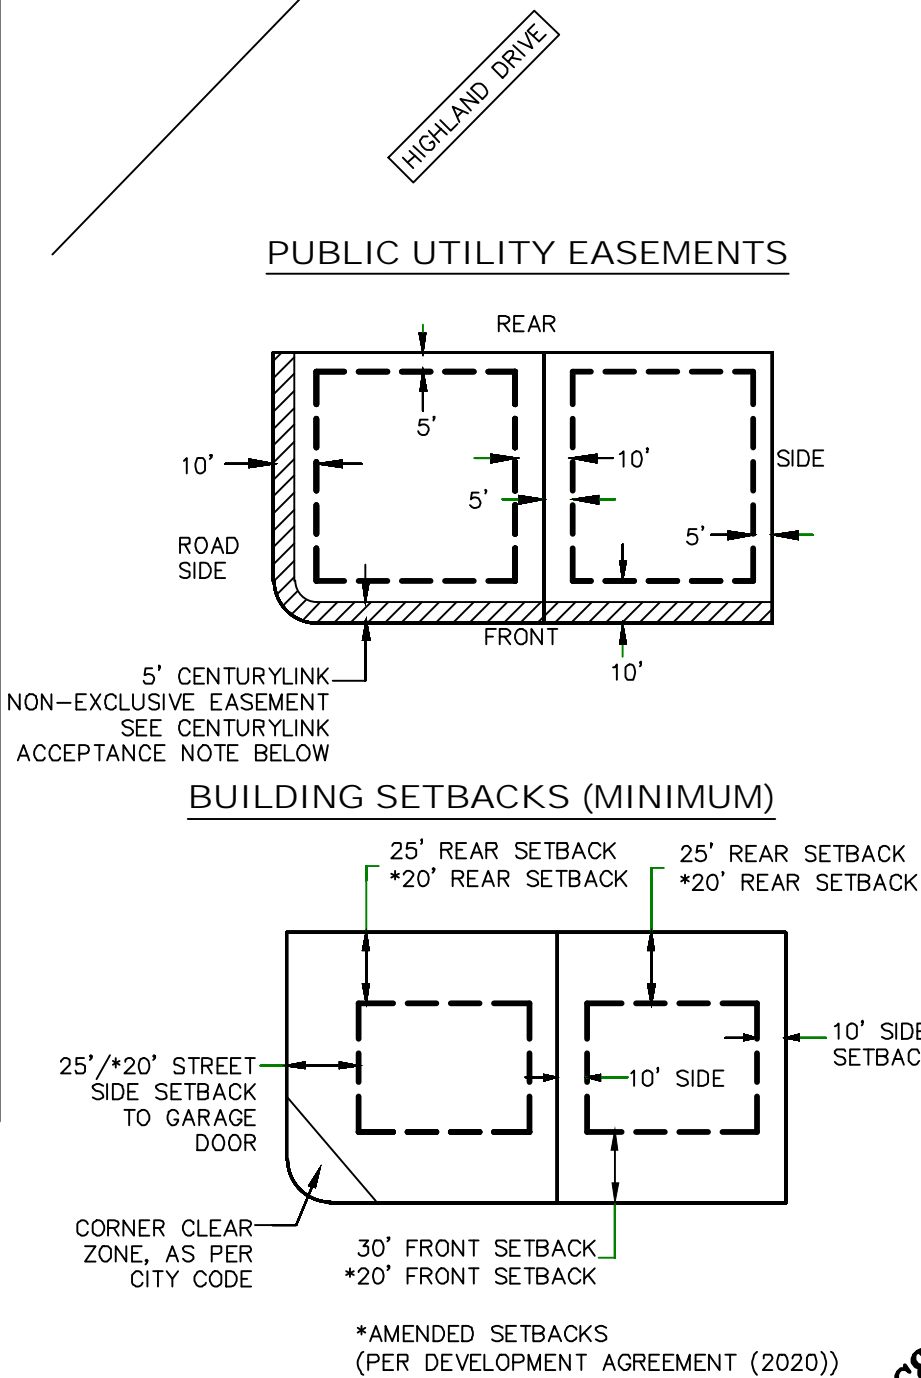 HIGHLAND DRIVE
PUBLIC UTILITY EASEMENTS
REAR
5'
10'
10'
SIDE
5'
5'
ROAD
SIDE
FRONT
10'
5' CENTURYLINK
NON-EXCLUSIVE EASEMENT
SEE CENTURYLINK
ACCEPTANCE NOTE BELOW
BUILDING SETBACKS (MINIMUM)
25' REAR SETBACK
*20' REAR SETBACK
25' REAR SETBACK
*20' REAR SETBACK
10' SIDE
SETBAC
25'/*20' STREET
SIDE SETBACK
TO GARAGE
DOOR
10' SIDE
CORNER CLEAR
ZONE, AS PER
CITY CODE
30' FRONT SETBACK
*20' FRONT SETBACK
*AMENDED SETBACKS
(PER DEVELOPMENT AGREEMENT (2020))